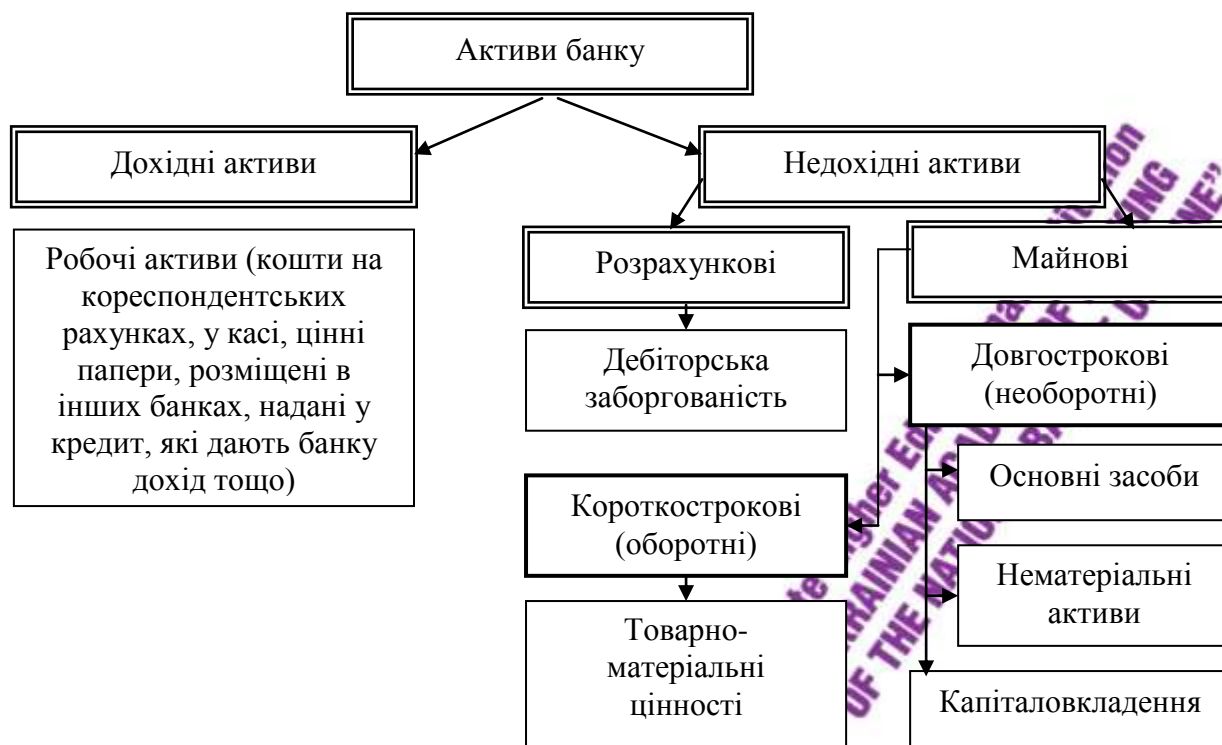 Активи банку
Дохідні активи
Недохідні активи
Робочі активи (кошти на
кореспондентських
рахунках, у касі, цінні
папери, розміщені в
інших банках, надані у
кредит, які дають банку
дохід тощо)
Розрахункові
Майнові
Дебіторська
заборгованість
Довгострокові
(необоротні)
Основні засоби
Короткострокові
(оборотні)
Нематеріальні
активи
Товарно-
матеріальні
цінності
Капіталовкладення
OF THE